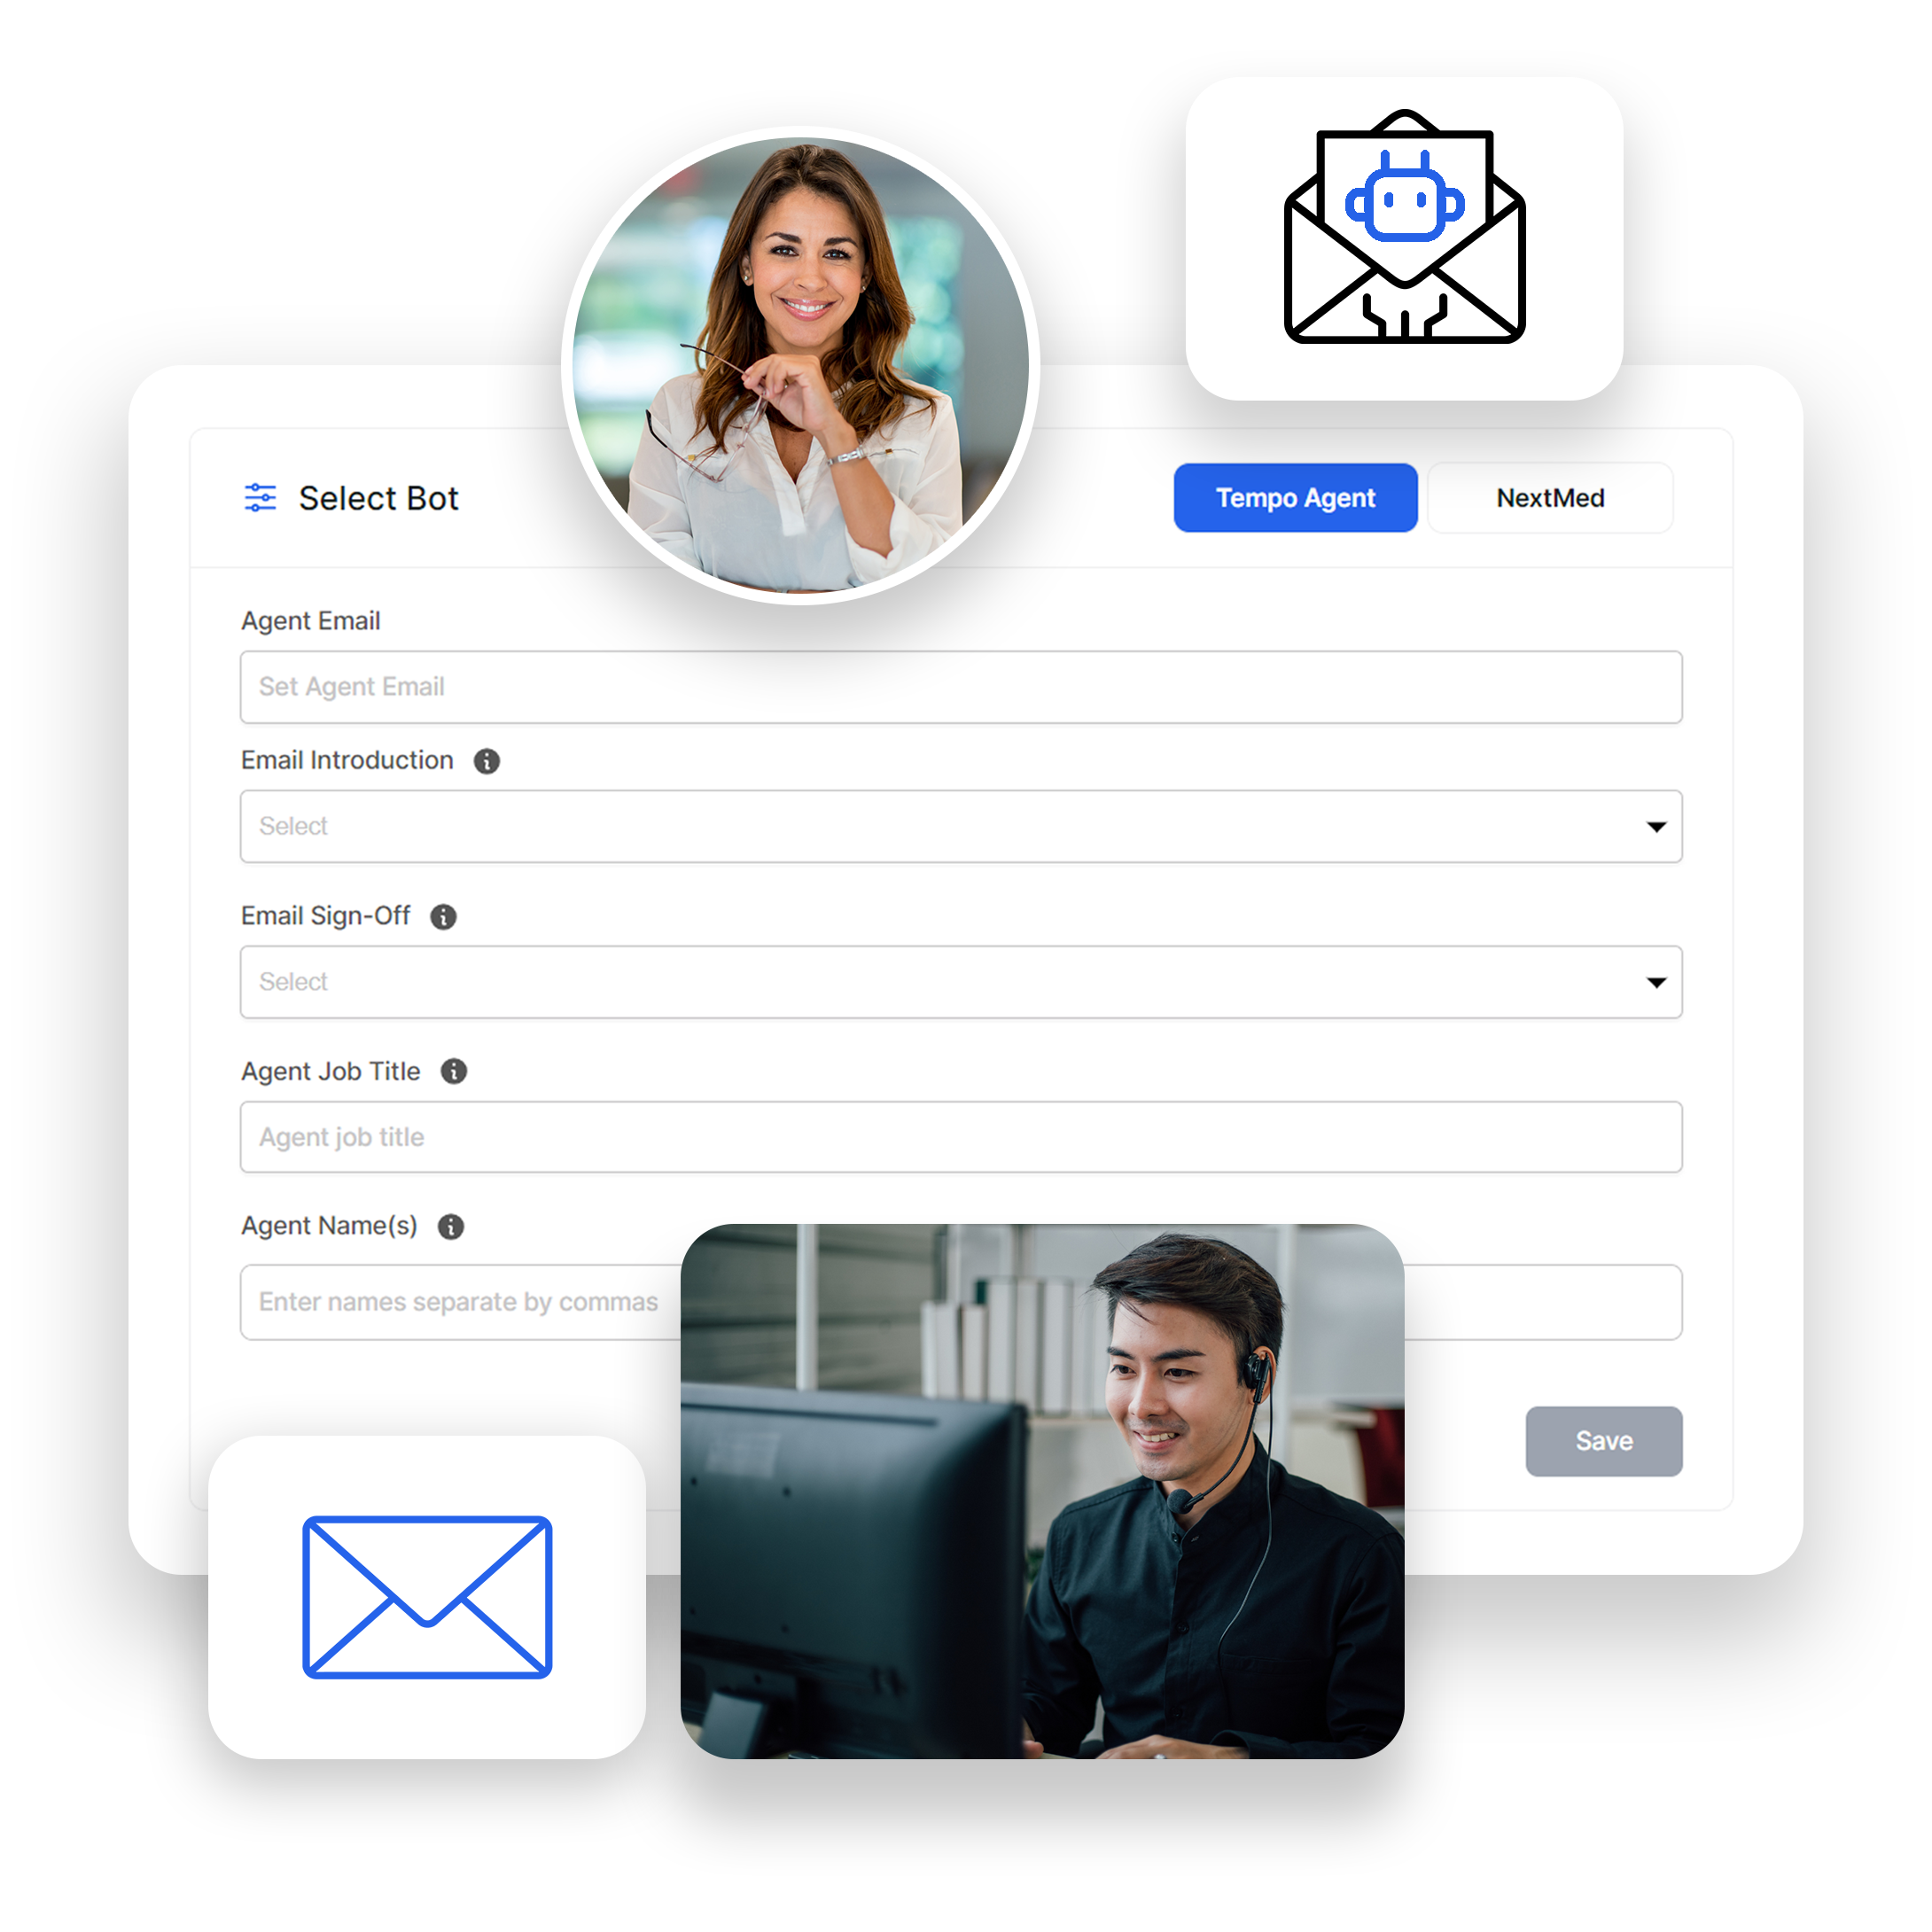 Select Bot
Tempo Agent
NextMed
Agent Email
Set Agent Email
Email Introduction
Select
Email Sign-Off
Select
Agent Job Title
Agent job title
Agent Name(s)
Enter names separate by commas
Save